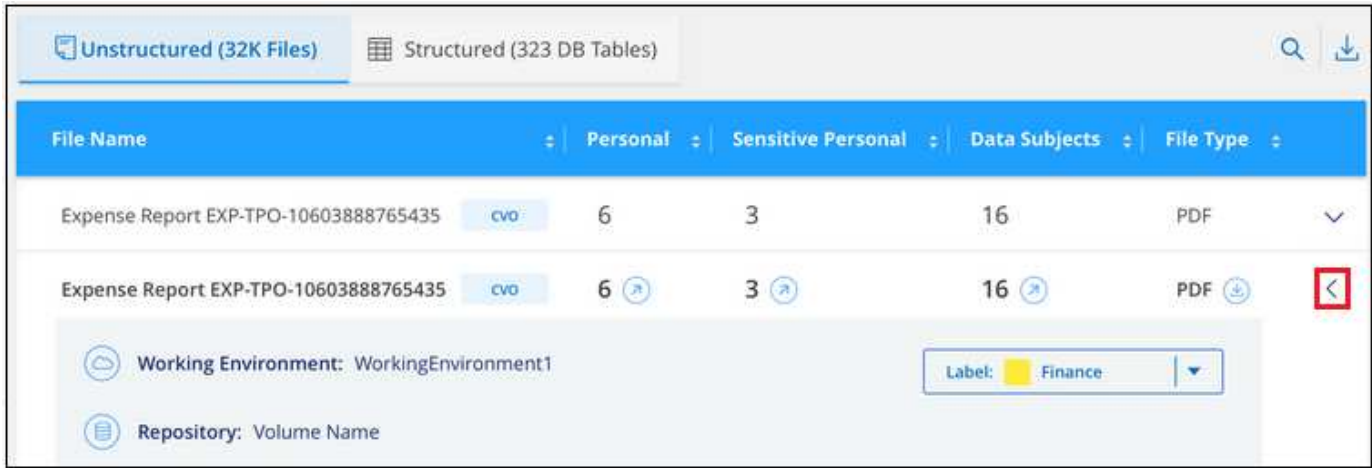 Unstructured (32K Files) Structured (323 DB Tables)
File Name Personal Sensitive Personal Data Subjects File Type
Expense Report EXP-TPO-10603888765435 CVO 6 3 16 PDF
Expense Report EXP-TPO-10603888765435 CVO 6 3 16 PDF
Working Environment: WorkingEnvironment1 Label: Finance
Repository: Volume Name